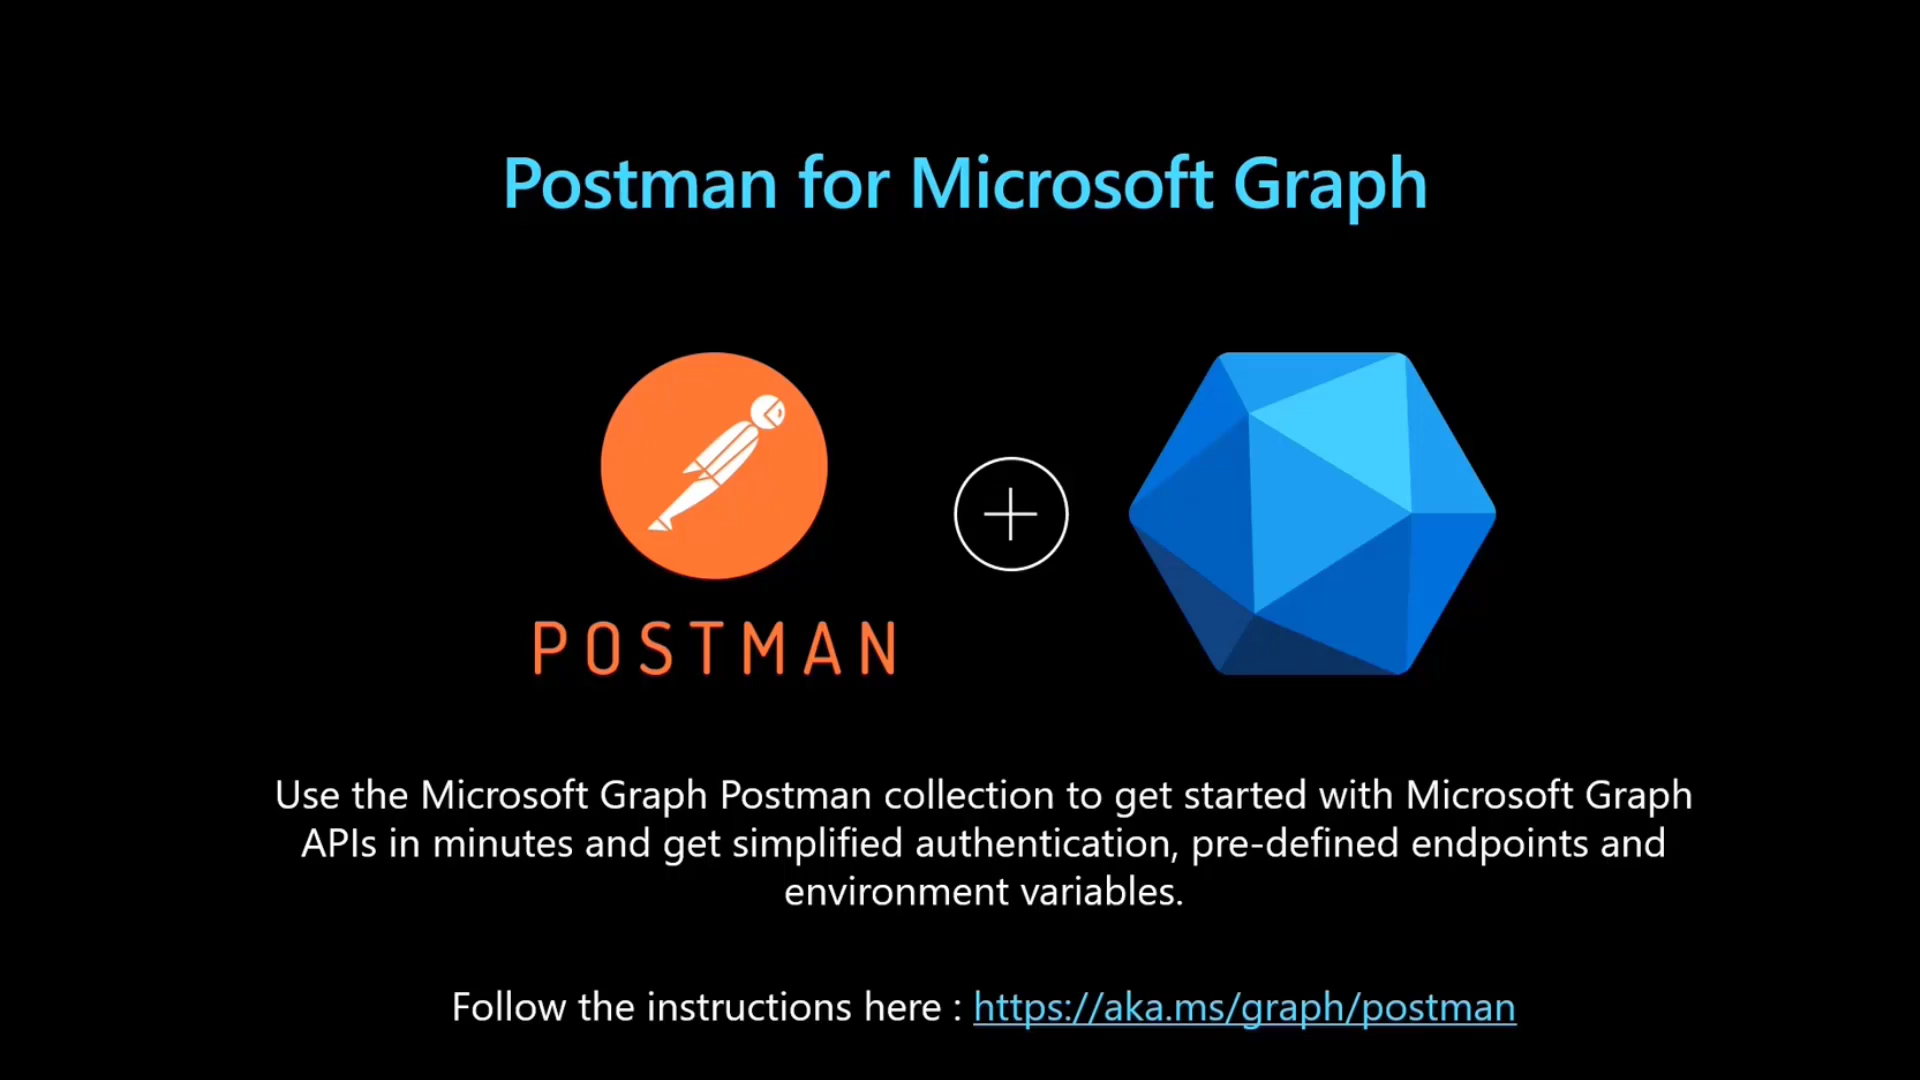 Postman for Microsoft Graph
POSTMAN
Use the Microsoft Graph Postman collection to get started with Microsoft Graph
APIs in minutes and get simplified authentication, pre-defined endpoints and
environment variables.
Follow the instructions here : https://aka.ms/graph/postman